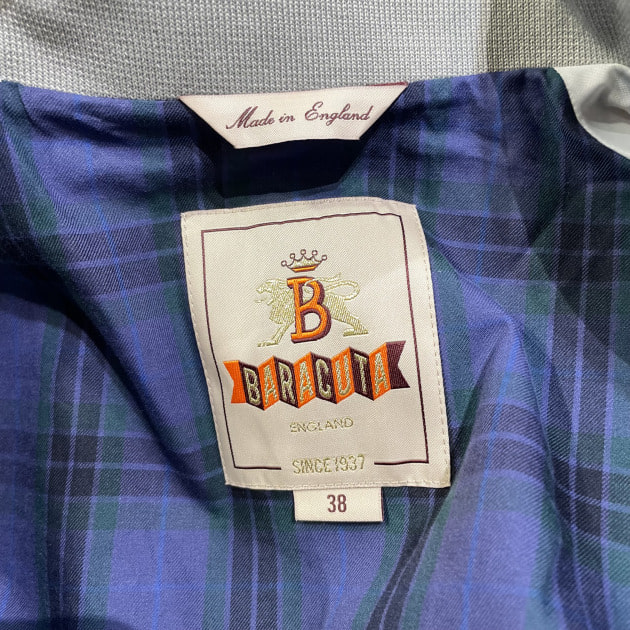 Made in England
B
BARACUTA
ENGLAND
SINCE 1937
38